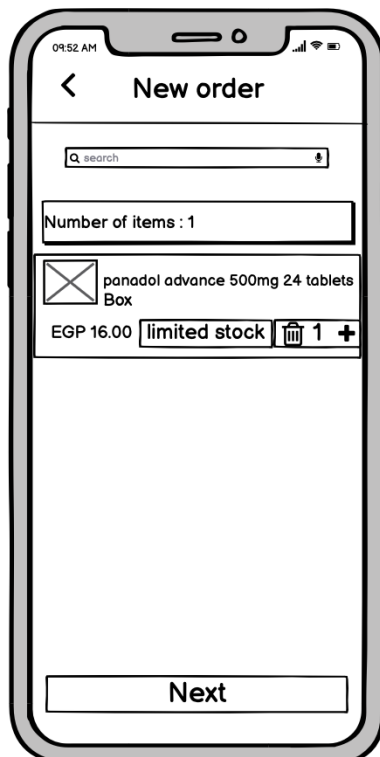 09:52 AM
New order
search
Number of items : 1
panadol advance 500mg 24 tablets
Box
EGP 16.00 limited stock 1 +
Next